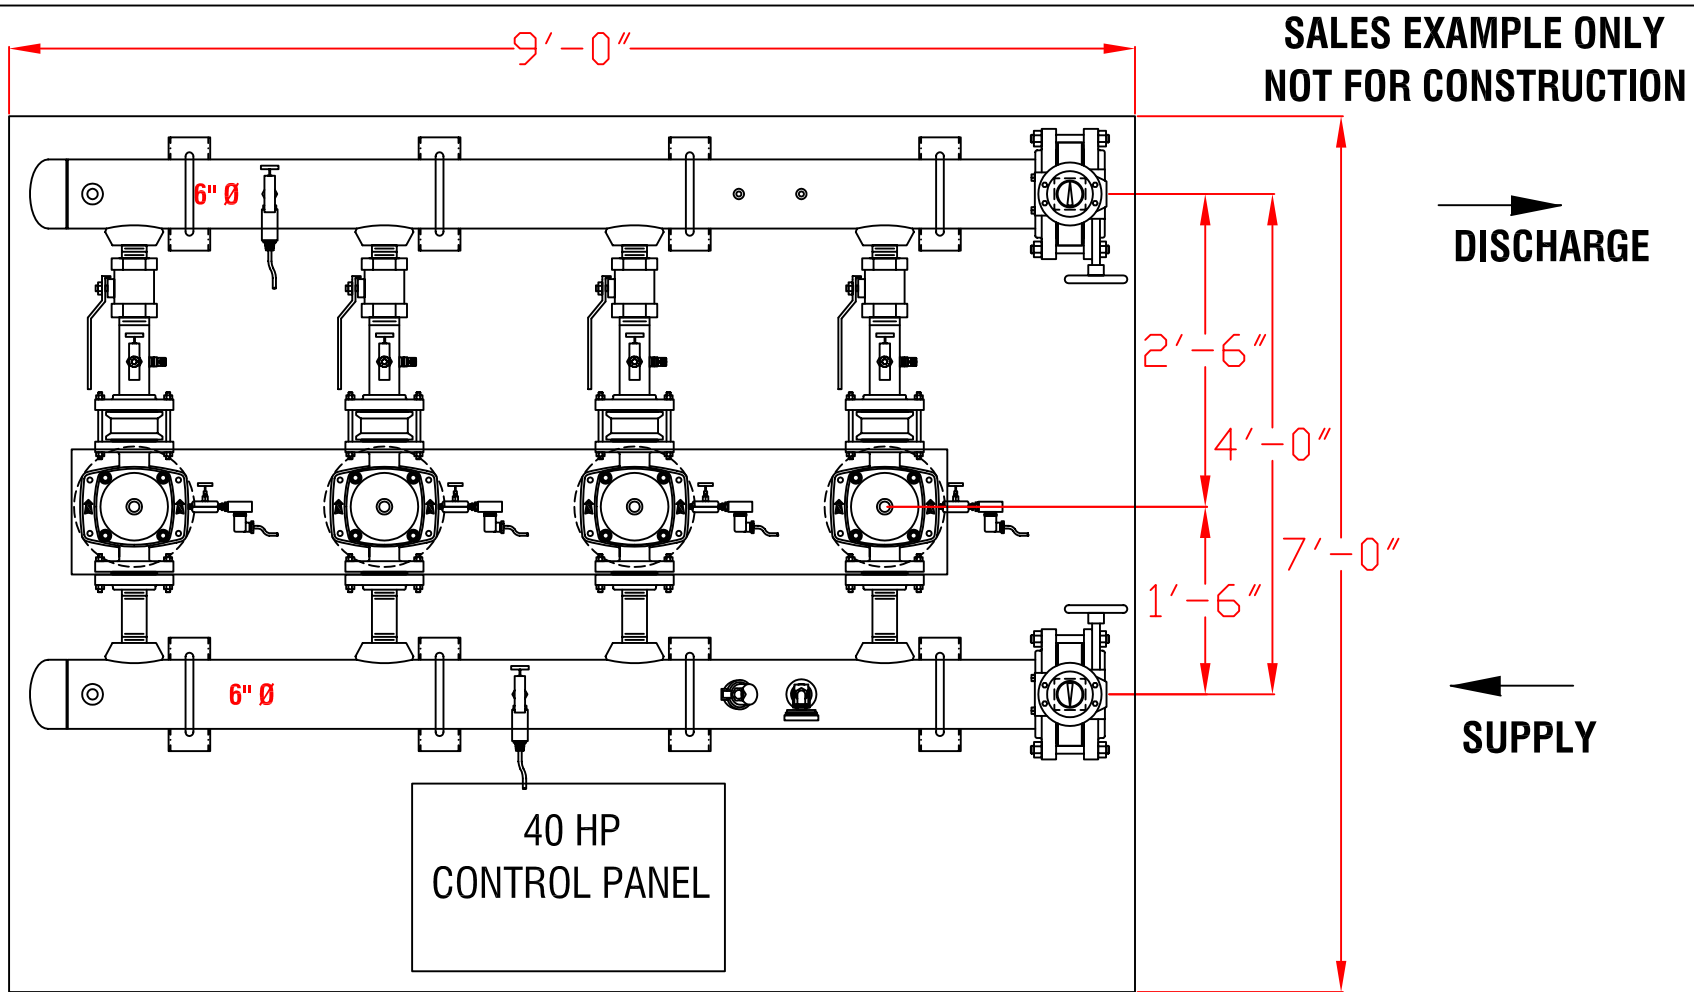 SALES EXAMPLE ONLY
NOT FOR CONSTRUCTION
9'-0"
6" Ø
DISCHARGE
2'-6"
4'-0"
7'-0"
1'-6"
6" Ø
SUPPLY
40 HP
CONTROL PANEL